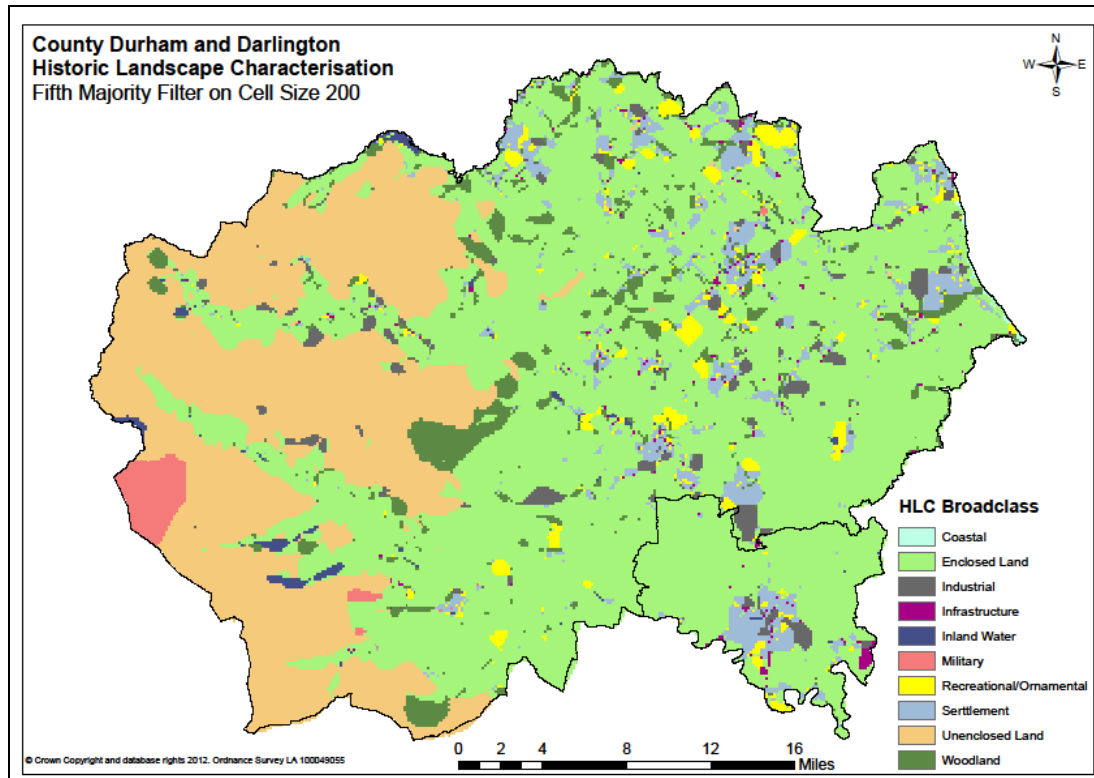 County Durham and Darlington
Historic Landscape Characterisation
Fifth Majority Filter on Cell Size 200
N
W E
S
HLC Broadclass
Coastal
Enclosed Land
Industrial
Infrastructure
Inland Water
Military
Recreational/Ornamental
Serttlement
Unenclosed Land
Woodland
0 2 4 8 12 16
Miles
© Crown Copyright and database rights 2012. Ordnance Survey LA 100049055